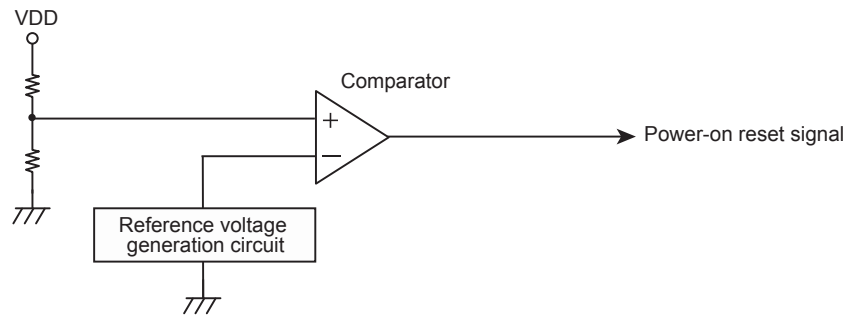 VDD
Comparator
+
Power-on reset signal
−
Reference voltage
generation circuit